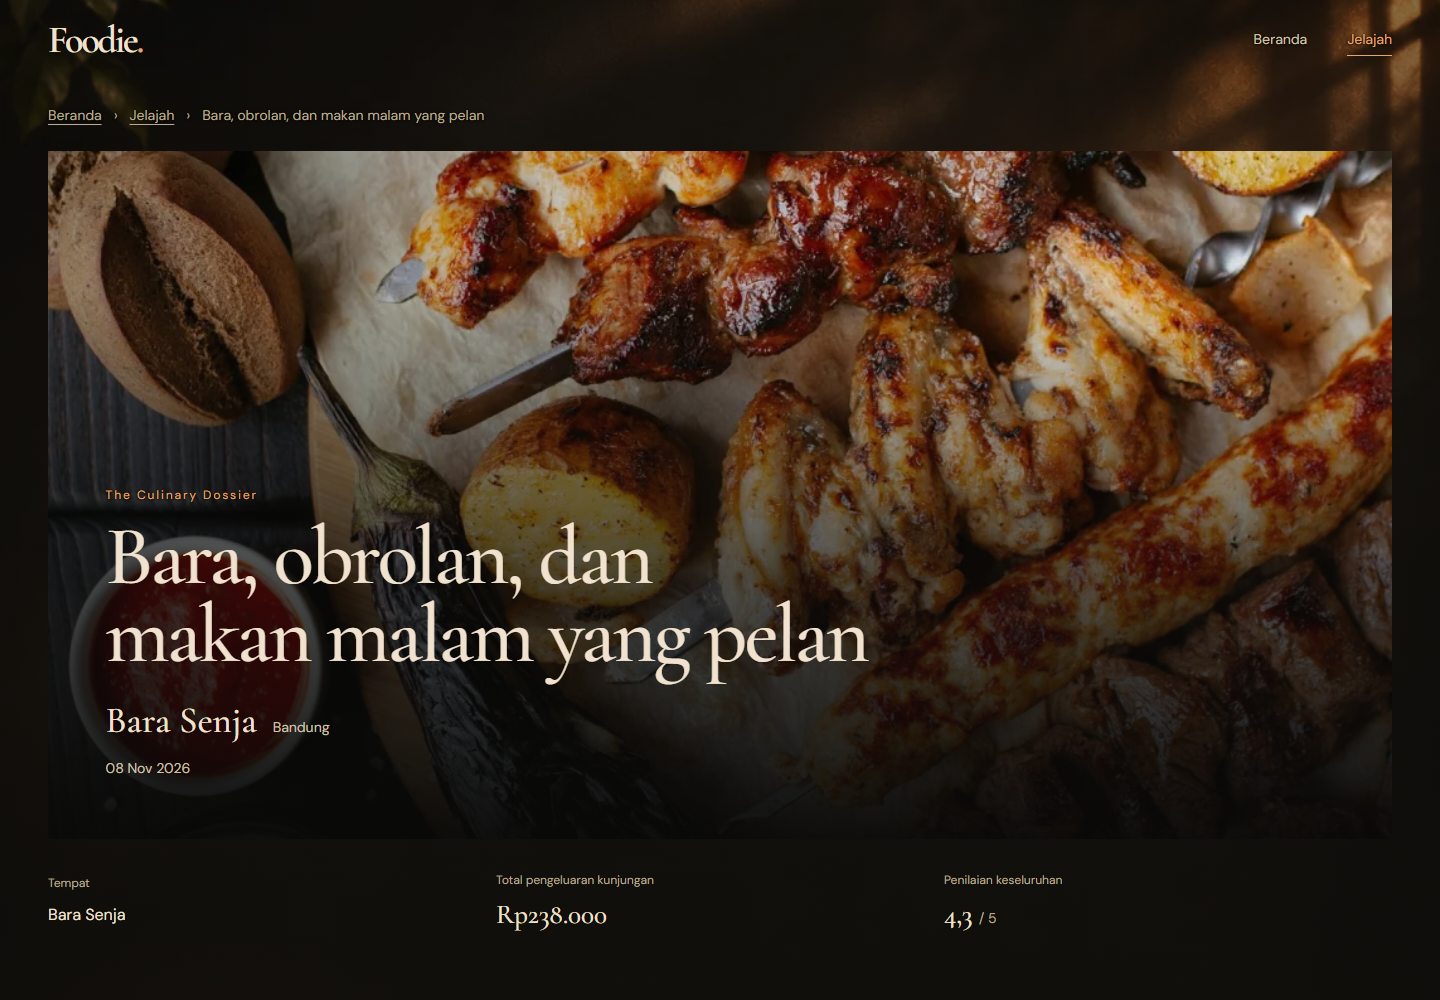 Foodie.
Beranda
Jelajah
Beranda › Jelajah › Bara, obrolan, dan makan malam yang pelan
The Culinary Dossier
Bara, obrolan, dan
makan malam yang pelan
Bara Senja Bandung
08 Nov 2026
Tempat
Bara Senja
Total pengeluaran kunjungan
Rp238.000
Penilaian keseluruhan
4,3 / 5